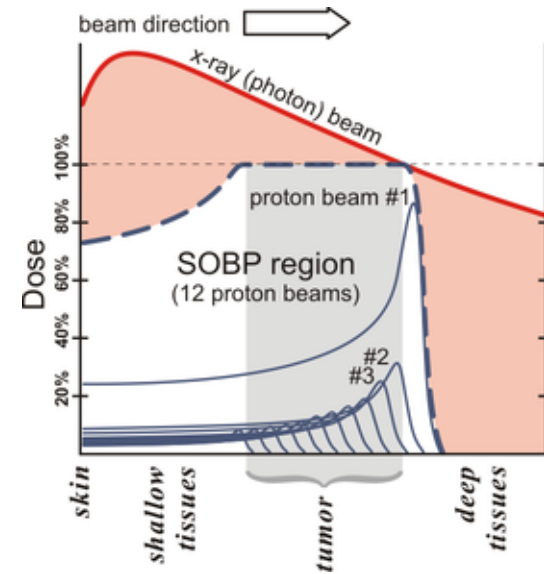 beam direction
x-ray (photon) beam
100%
proton beam #1
80%
SOBP region
(12 proton beams)
Dose
60%
40%
#2
#3
20%
skin
shallow
tissues
tumor
deep
tissues